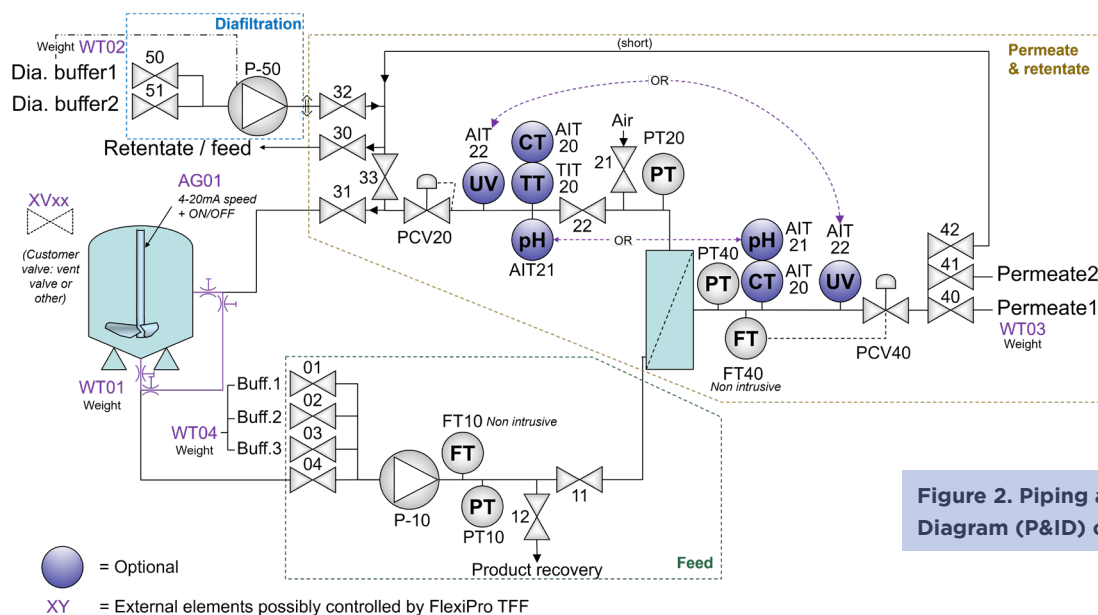 Diafiltration
Weight WT02
50
P-50
Dia. buffer1
51
Dia. buffer2
32
30
Retentate / feed
33
31
(short)
Permeate
& retentate
OR
AIT
22
UV
CT
AIT
20
TT
TIT
20
pH
AIT21
Air
21
22
PT20
PT
PCV20
OR
AG01
4-20mA speed
+ ON/OFF
XVxx
(Customer
valve: vent
valve or
other)
PT40
PT
pH
AIT
21
CT
AIT
20
AIT
22
UV
FT
FT40
Non intrusive
PCV40
42
41
Permeate2
40
Permeate1
WT03
Weight
WT01
Weight
WT04
Weight
Buff.1
01
Buff.2
02
Buff.3
03
04
P-10
FT10 Non intrusive
FT
PT
PT10
12
11
Product recovery
Feed
Figure 2. Piping a
Diagram (P&ID) o
= Optional
XY = External elements possibly controlled by FlexiPro TFF